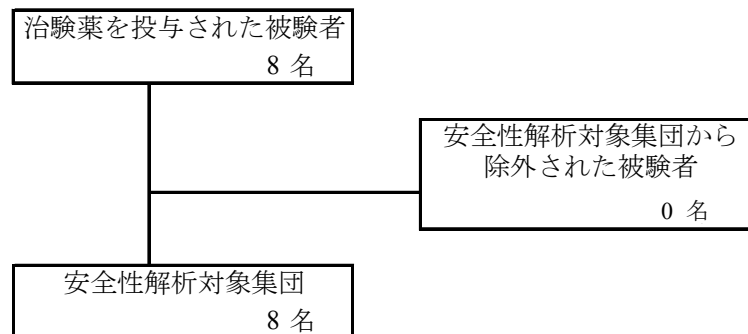 治験薬を投与された被験者
8 名
安全性解析対象集団から
除外された被験者
0 名
安全性解析対象集団
8 名